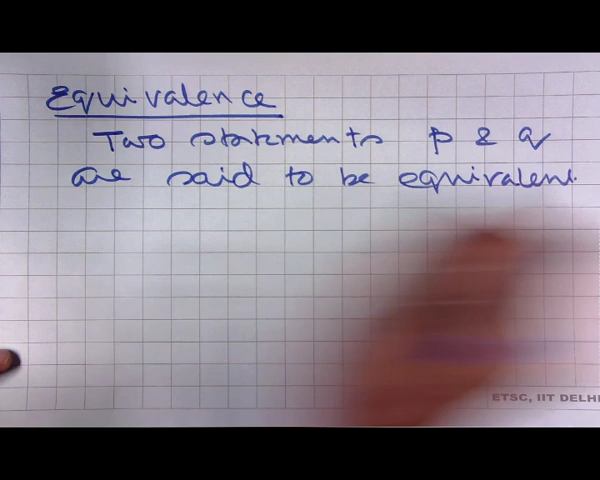 Equivalence
Two statements p & q
are said to be equivalent.
ETSC, IIT DELHI